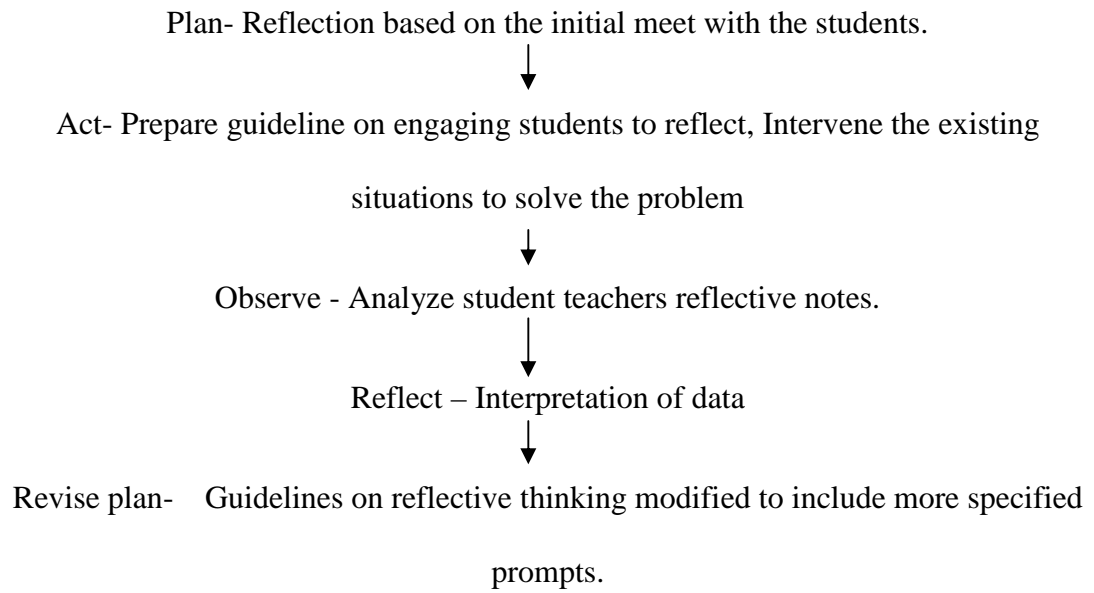 Plan- Reflection based on the initial meet with the students.
Act- Prepare guideline on engaging students to reflect, Intervene the existing
situations to solve the problem
Observe - Analyze student teachers reflective notes.
Reflect – Interpretation of data
Revise plan- Guidelines on reflective thinking modified to include more specified
prompts.